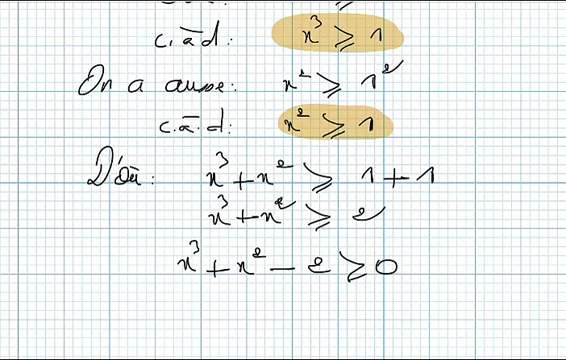 c.à.d: x³ ⩾ 1
On a aussi: x² ⩾ 1²
c.à.d: x² ⩾ 1
D'où: x³ + x² ⩾ 1 + 1
x³ + x² ⩾ 2
x³ + x² − 2 ⩾ 0